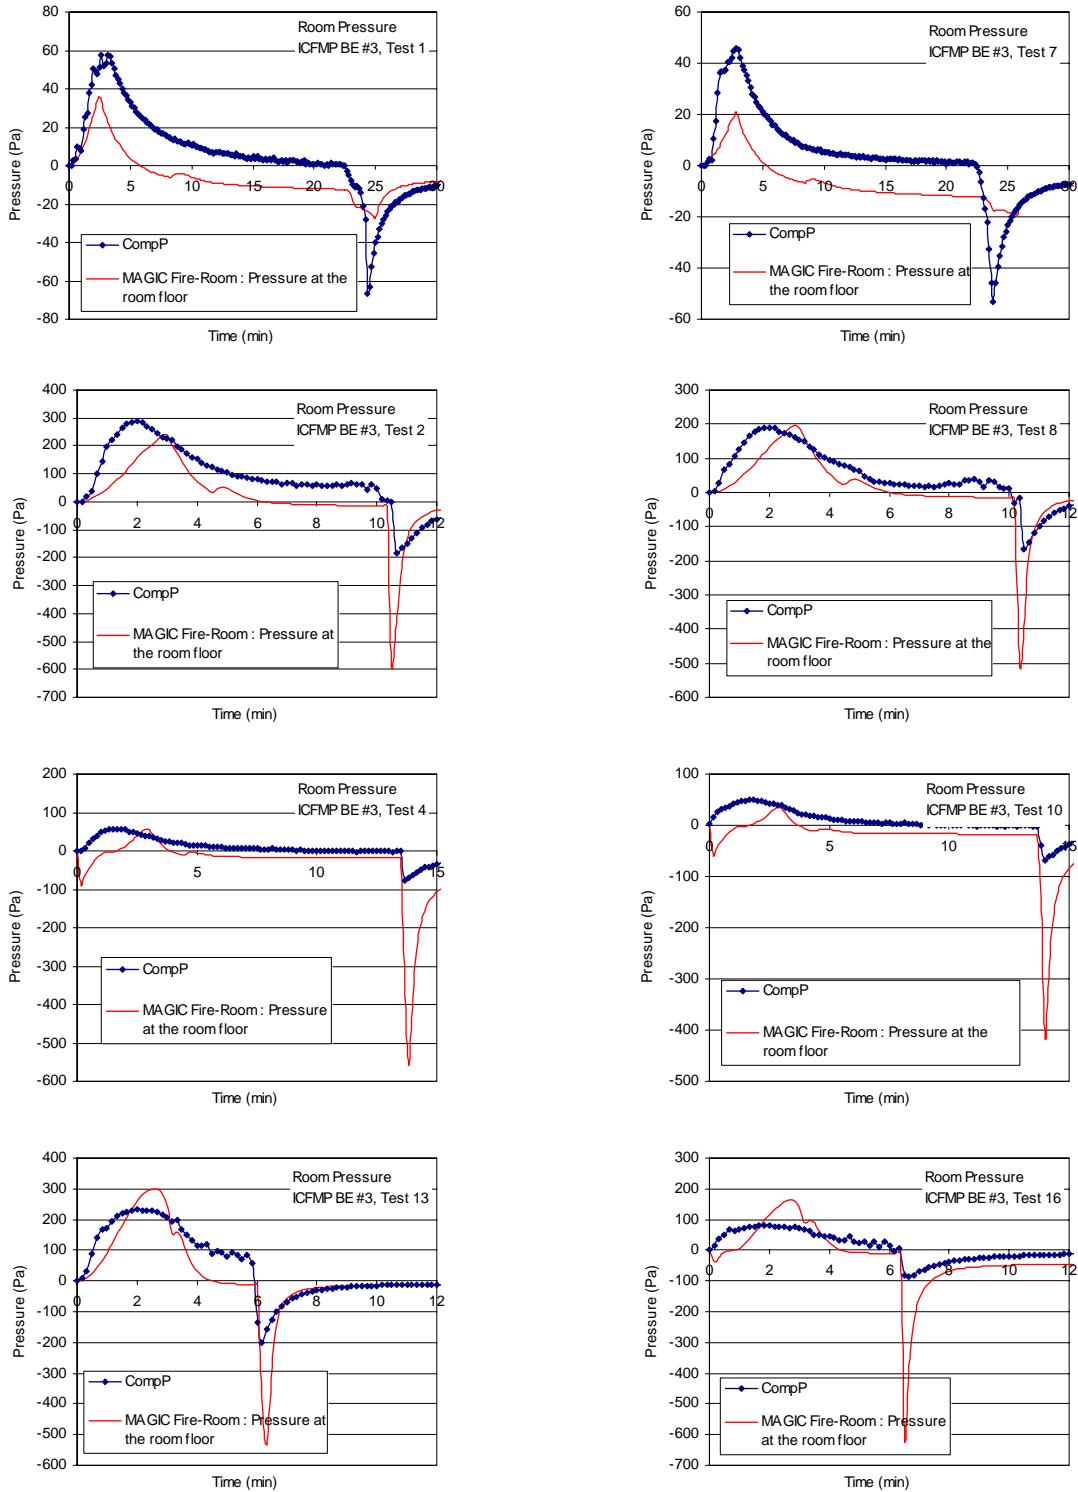 Room Pressure
ICFMP BE #3, Test 1
80
60
40
20
0
-20
-40
-60
-80
0 5 10 15 20 25 30
Pressure (Pa)
Time (min)
CompP
MAGIC Fire-Room : Pressure at the
room floor
Room Pressure
ICFMP BE #3, Test 7
60
40
20
0
-20
-40
-60
0 5 10 15 20 25 30
Pressure (Pa)
Time (min)
CompP
MAGIC Fire-Room : Pressure at
the room floor
Room Pressure
ICFMP BE #3, Test 2
400
300
200
100
0
-100
-200
-300
-400
-500
-600
-700
0 2 4 6 8 10 12
Pressure (Pa)
Time (min)
CompP
MAGIC Fire-Room : Pressure at
the room floor
Room Pressure
ICFMP BE #3, Test 8
300
200
100
0
-100
-200
-300
-400
-500
-600
0 2 4 6 8 10 12
Pressure (Pa)
Time (min)
CompP
MAGIC Fire-Room : Pressure at the
room floor
Room Pressure
ICFMP BE #3, Test 4
200
100
0
-100
-200
-300
-400
-500
-600
0 5 10 15
Pressure (Pa)
Time (min)
CompP
MAGIC Fire-Room : Pressure
at the room floor
Room Pressure
ICFMP BE #3, Test 10
100
0
-100
-200
-300
-400
-500
0 5 10 15
Pressure (Pa)
Time (min)
CompP
MAGIC Fire-Room : Pressure at the
room floor
Room Pressure
ICFMP BE #3, Test 13
400
300
200
100
0
-100
-200
-300
-400
-500
-600
0 2 4 6 8 10 12
Pressure (Pa)
Time (min)
CompP
MAGIC Fire-Room : Pressure at
the room floor
Room Pressure
ICFMP BE #3, Test 16
300
200
100
0
-100
-200
-300
-400
-500
-600
-700
0 2 4 6 8 10 12
Pressure (Pa)
Time (min)
CompP
MAGIC Fire-Room : Pressure
at the room floor